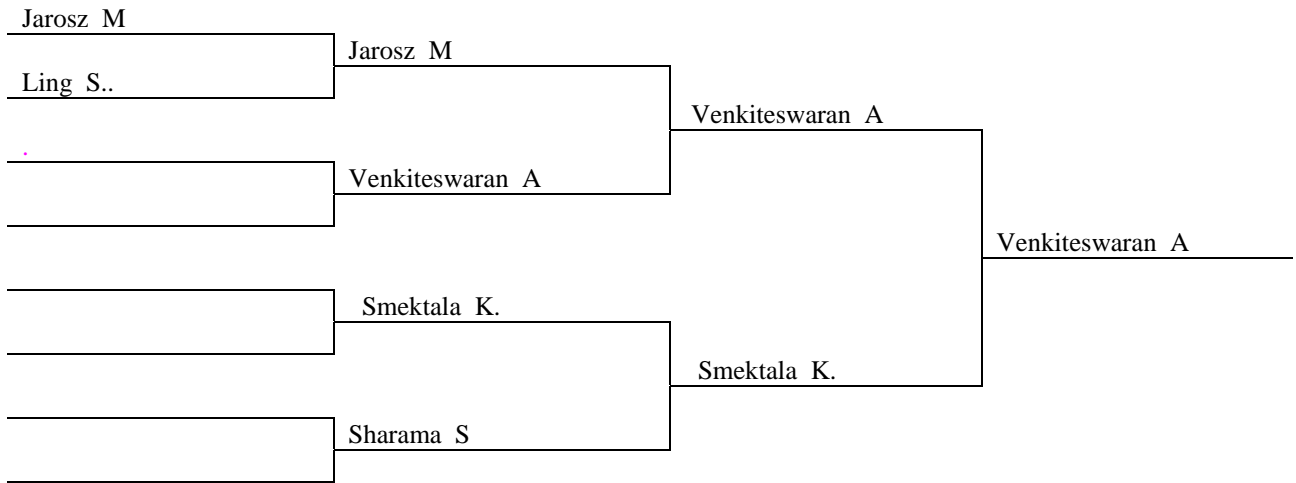 Jarosz M
Jarosz M
Ling S..
Venkiteswaran A
.
Venkiteswaran A
Venkiteswaran A
Smektala K.
Smektala K.
Sharama S